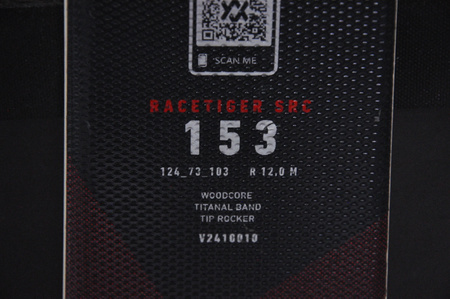 SCAN ME
RACETIGER SRC
153
124_73_103 R 12.0 M
WOODCORE
TITANAL BAND
TIP ROCKER
V2410010